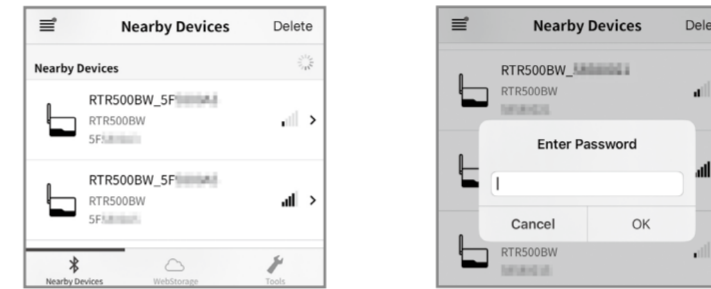 Nearby Devices Delete
Nearby Devices
RTR500BW_5F
RTR500BW
5F
RTR500BW_5F
RTR500BW
5F
Nearby Devices WebStorage Tools
Nearby Devices Dele
RTR500BW_
RTR500BW
Enter Password
Cancel OK
RTR500BW